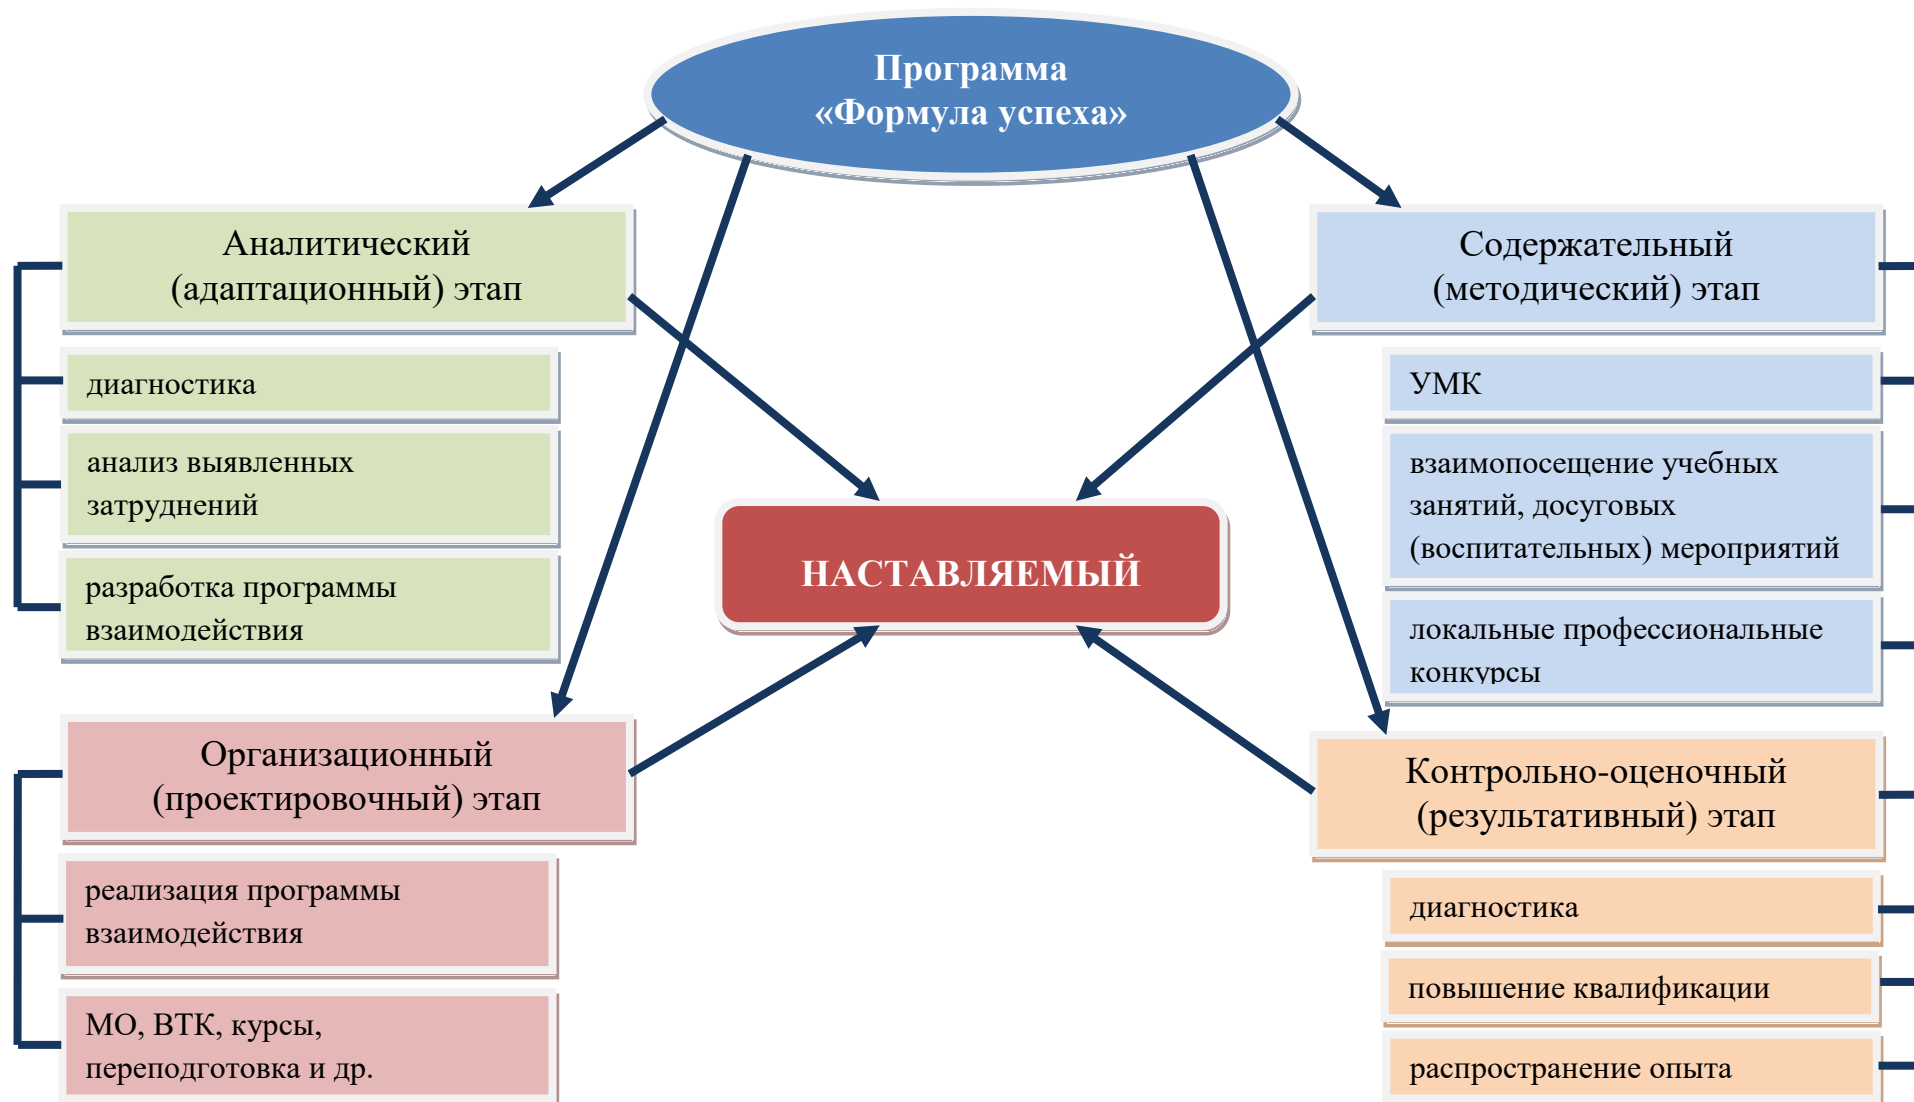 Программа
«Формула успеха»
Аналитический
(адаптационный) этап
диагностика
анализ выявленных
затруднений
разработка программы
взаимодействия
Содержательный
(методический) этап
УМК
взаимопосещение учебных
занятий, досуговых
(воспитательных) мероприятий
локальные профессиональные
конкурсы
НАСТАВЛЯЕМЫЙ
Организационный
(проектировочный) этап
реализация программы
взаимодействия
МО, ВТК, курсы,
переподготовка и др.
Контрольно-оценочный
(результативный) этап
диагностика
повышение квалификации
распространение опыта